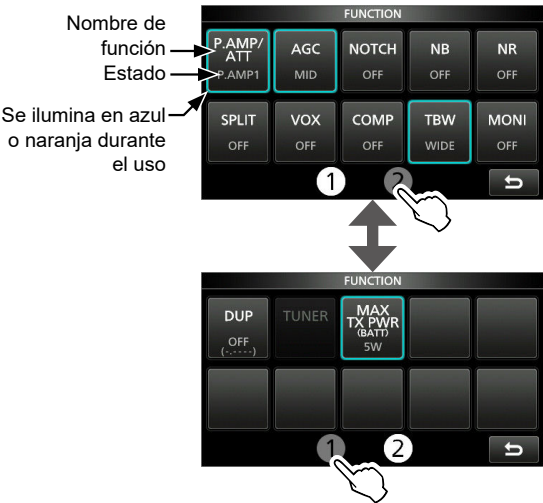 Nombre de
función
Estado
Se ilumina en azul
o naranja durante
el uso
FUNCTION
P.AMP/
ATT
P.AMP1
AGC
MID
NOTCH
OFF
NB
OFF
NR
OFF
SPLIT
OFF
VOX
OFF
COMP
OFF
TBW
WIDE
MONI
OFF
1
2
FUNCTION
DUP
OFF
(-.----)
TUNER
MAX
TX PWR
(BATT)
5W
1
2